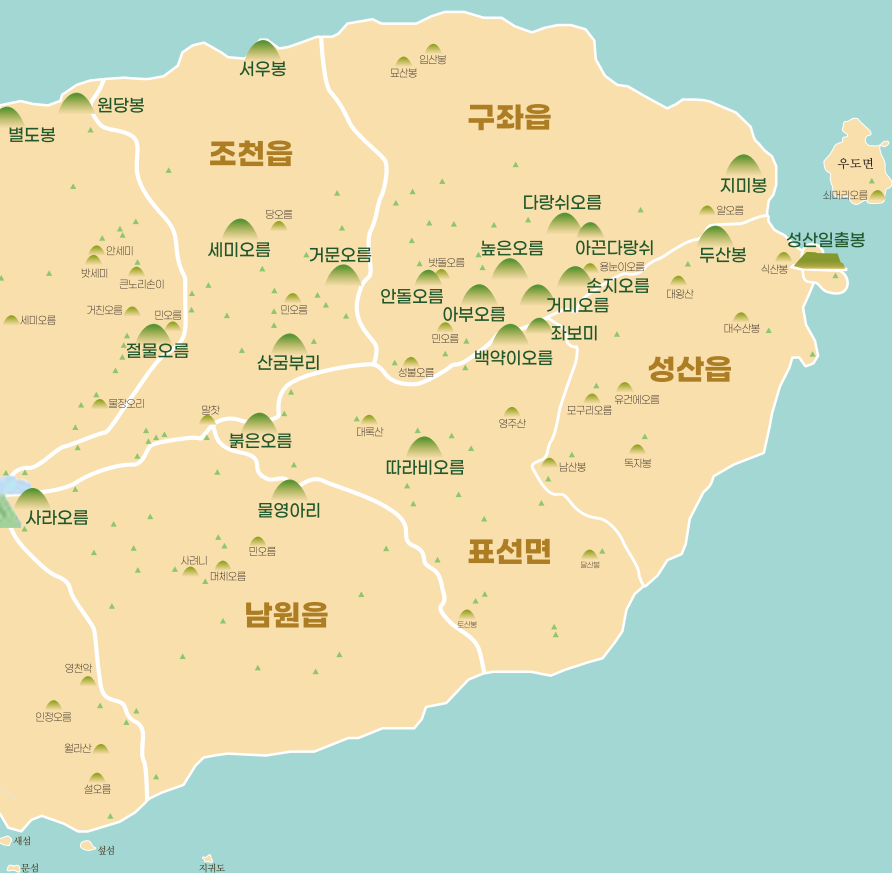 서우봉
입산봉
묘산봉
원당봉
별도봉
구좌읍
조천읍
우도면
지미봉
쇠머리오름
다랑쉬오름
알오름
당오름
세미오름
거문오름
높은오름
아끈다랑쉬
두산봉
성산일출봉
안세미
밧세미
큰노리손이
밧돌오름
용눈이오름
식산봉
안돌오름
손지오름
대왕산
거친오름
민오름
민오름
아부오름
거미오름
세미오름
절물오름
민오름
좌보미
대수산봉
산굼부리
백약이오름
성불오름
성산읍
물장오리
말찻
모구리오름
유건에오름
붉은오름
대록산
영주산
따라비오름
남산봉
독자봉
사라오름
물영아리
민오름
표선면
사려니
머체오름
달산봉
남원읍
토산봉
영천악
인정오름
월라산
설오름
새섬
섶섬
문섬
지귀도